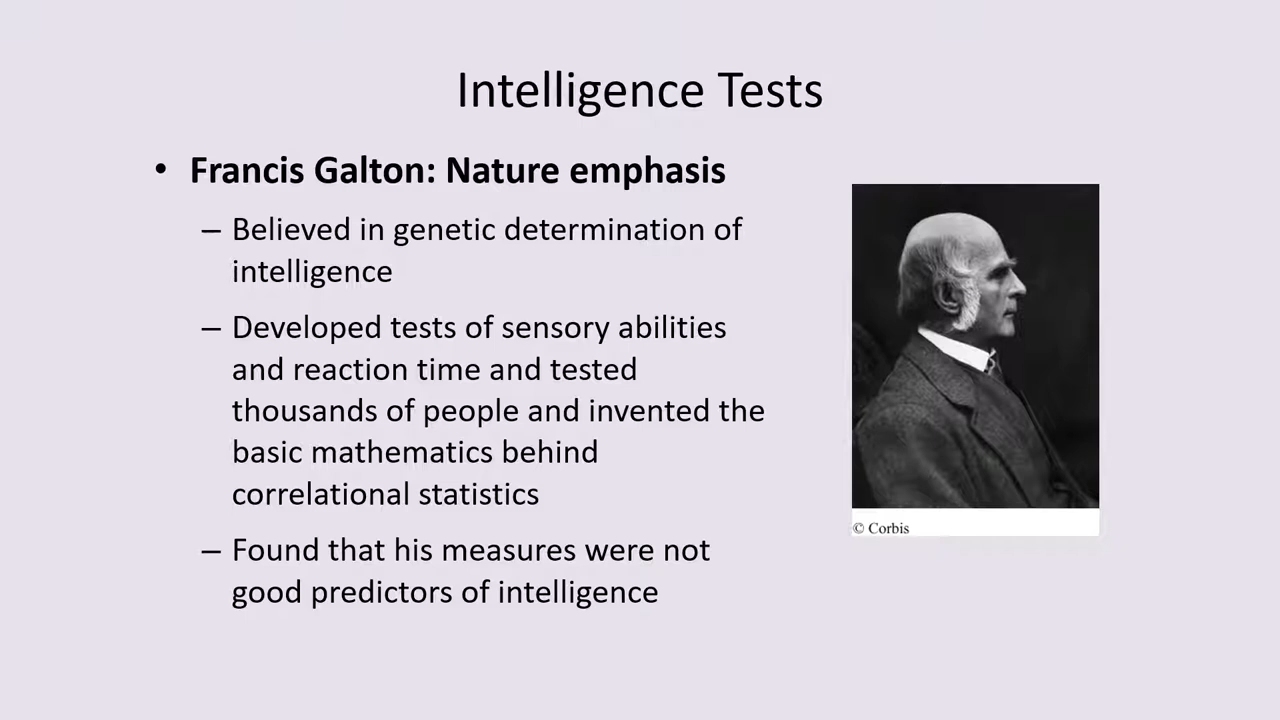 Intelligence Tests
• Francis Galton: Nature emphasis
– Believed in genetic determination of
intelligence
– Developed tests of sensory abilities
and reaction time and tested
thousands of people and invented the
basic mathematics behind
correlational statistics
– Found that his measures were not
good predictors of intelligence
© Corbis